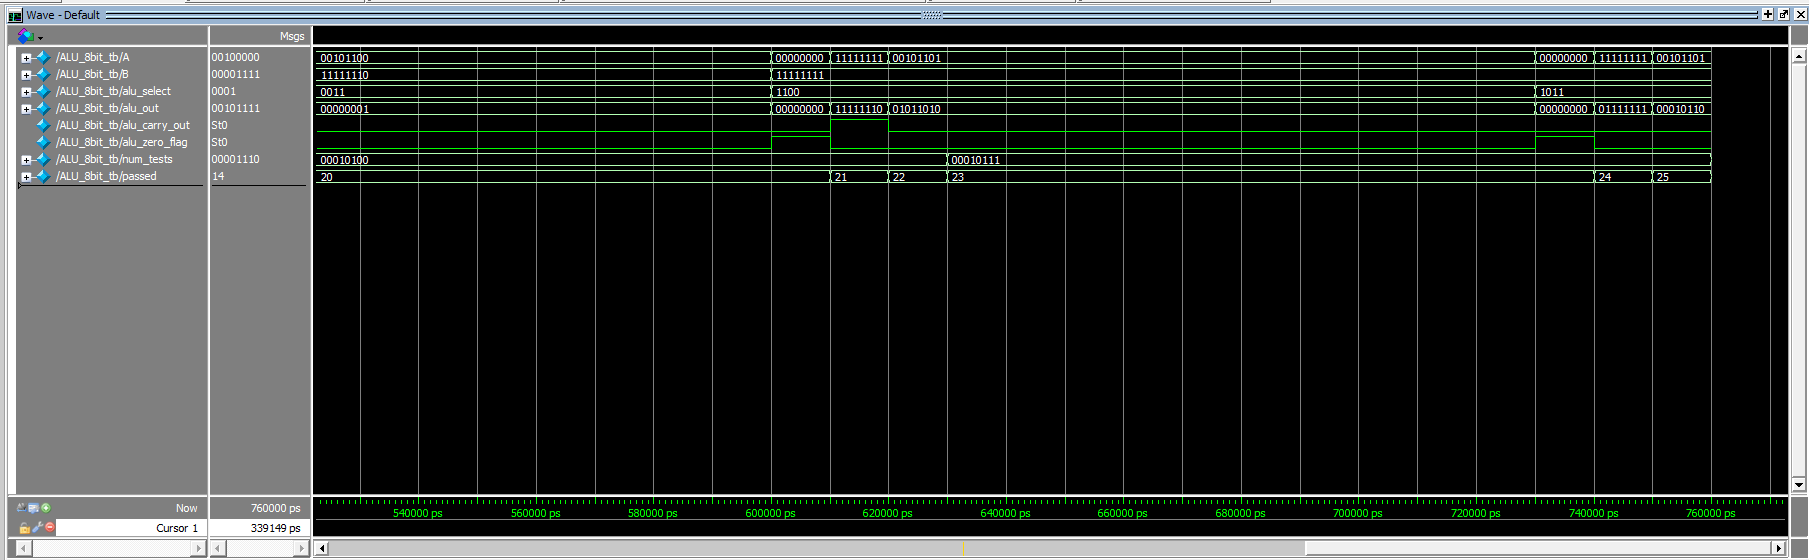 Wave - Default
Msgs
/ALU_8bit_tb/A 00100000 00101100 00000000 11111111 00101101 00000000 11111111 00101101
/ALU_8bit_tb/B 00001111 11111110 11111111
/ALU_8bit_tb/alu_select 0001 0011 1100 1011
/ALU_8bit_tb/alu_out 00101111 00000001 00000000 11111110 01011010 00000000 01111111 00010110
/ALU_8bit_tb/alu_carry_out St0
/ALU_8bit_tb/alu_zero_flag St0
/ALU_8bit_tb/num_tests 00001110 00010100 00010111
/ALU_8bit_tb/passed 14 20 21 22 23 24 25
Now 760000 ps 540000 ps 560000 ps 580000 ps 600000 ps 620000 ps 640000 ps 660000 ps 680000 ps 700000 ps 720000 ps 740000 ps 760000 ps
Cursor 1 339149 ps